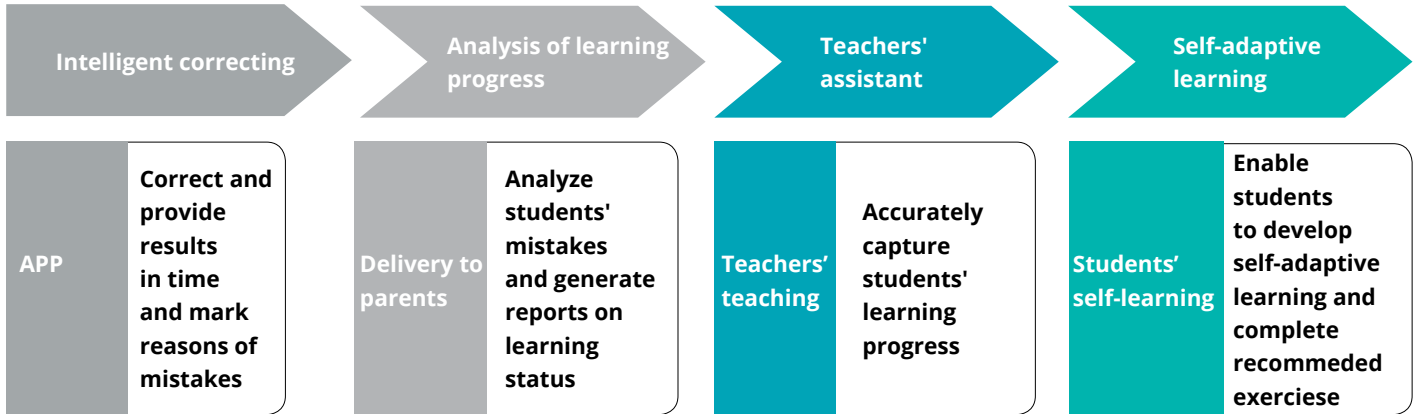 Intelligent correcting
Analysis of learning
progress
Teachers'
assistant
Self-adaptive
learning
APP
Correct and
provide
results
in time
and mark
reasons of
mistakes
Delivery to
parents
Analyze
students'
mistakes
and generate
reports on
learning
status
Teachers’
teaching
Accurately
capture
students'
learning
progress
Students’
self-learning
Enable
students
to develop
self-adaptive
learning and
complete
recommeded
exerciese